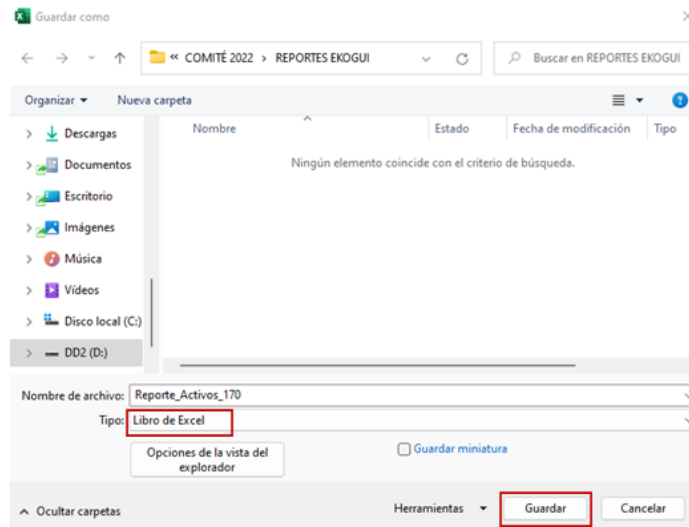 Guardar como
« COMITÉ 2022 > REPORTES EKOGUI
Buscar en REPORTES EKOGUI
Organizar Nueva carpeta
Nombre Estado Fecha de modificación Tipo
Ningún elemento coincide con el criterio de búsqueda.
Descargas
Documentos
Escritorio
Imágenes
Música
Vídeos
Disco local (C:)
DD2 (D:)
Nombre de archivo: Reporte_Activos_170
Tipo: Libro de Excel
Opciones de la vista del
explorador
Guardar miniatura
Ocultar carpetas
Herramientas Guardar Cancelar